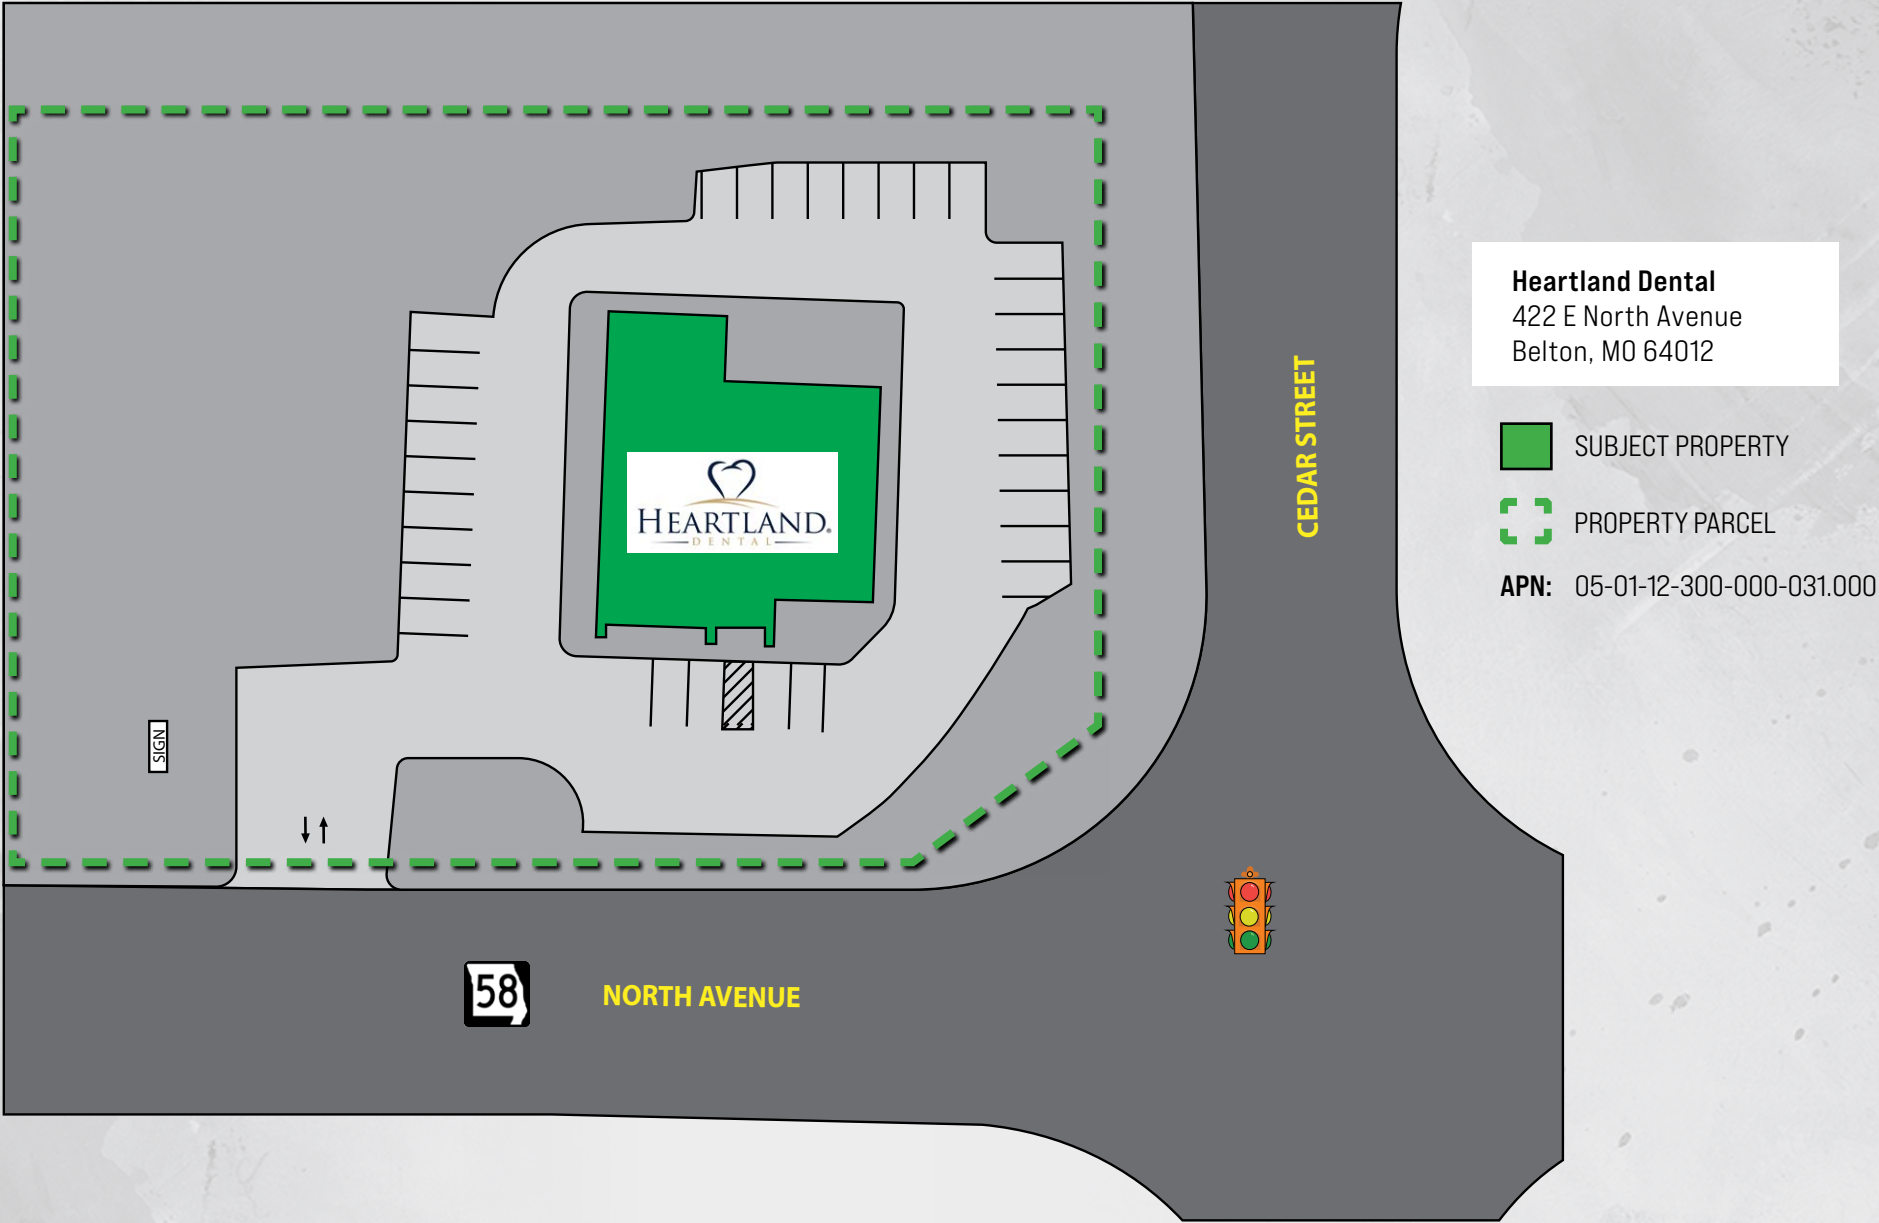 Heartland Dental
422 E North Avenue
Belton, MO 64012
SUBJECT PROPERTY
PROPERTY PARCEL
APN: 05-01-12-300-000-031.000
CEDAR STREET
HEARTLAND.
DENTAL
SIGN
58
NORTH AVENUE